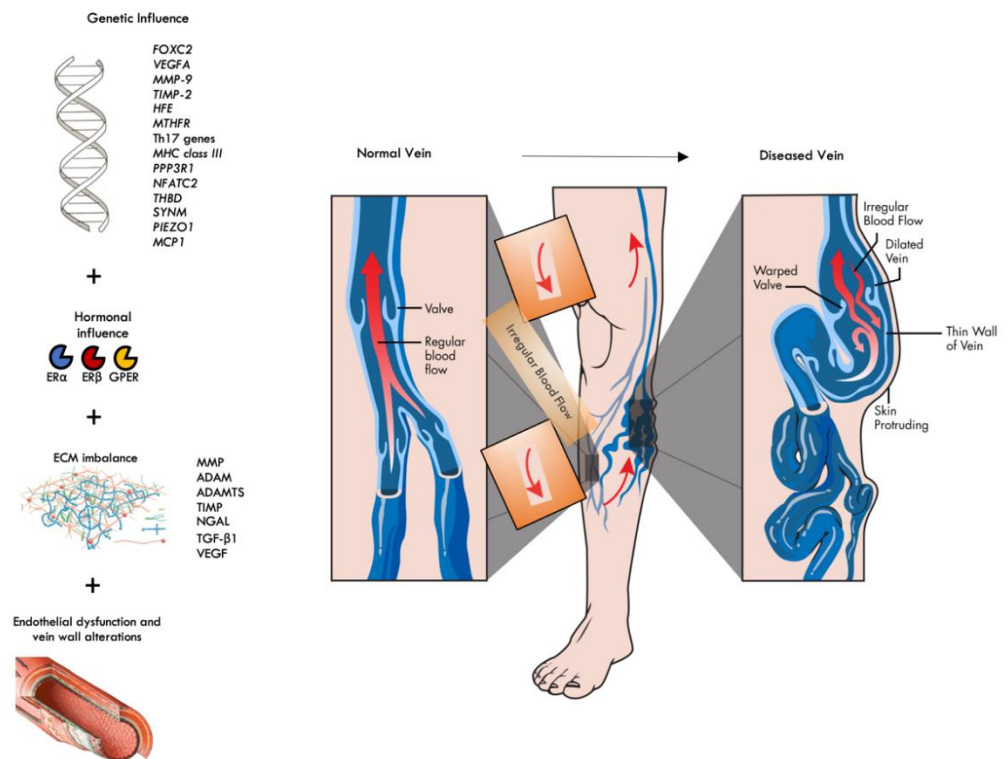 Genetic Influence
FOXC2
VEGFA
MMP-9
TIMP-2
HFE
MTHFR
Th17 genes
MHC class III
PPP3R1
NFATC2
THBD
SYNM
PIEZO1
MCP1
+
Hormonal
influence
ERα ERβ GPER
+
ECM imbalance
MMP
ADAM
ADAMTS
TIMP
NGAL
TGF-β1
VEGF
+
Endothelial dysfunction and
vein wall alterations
Normal Vein
Valve
Regular
blood
flow
Irregular Blood Flow
Diseased Vein
Irregular
Blood Flow
Dilated
Vein
Warped
Valve
Thin Wall
of Vein
Skin
Protruding